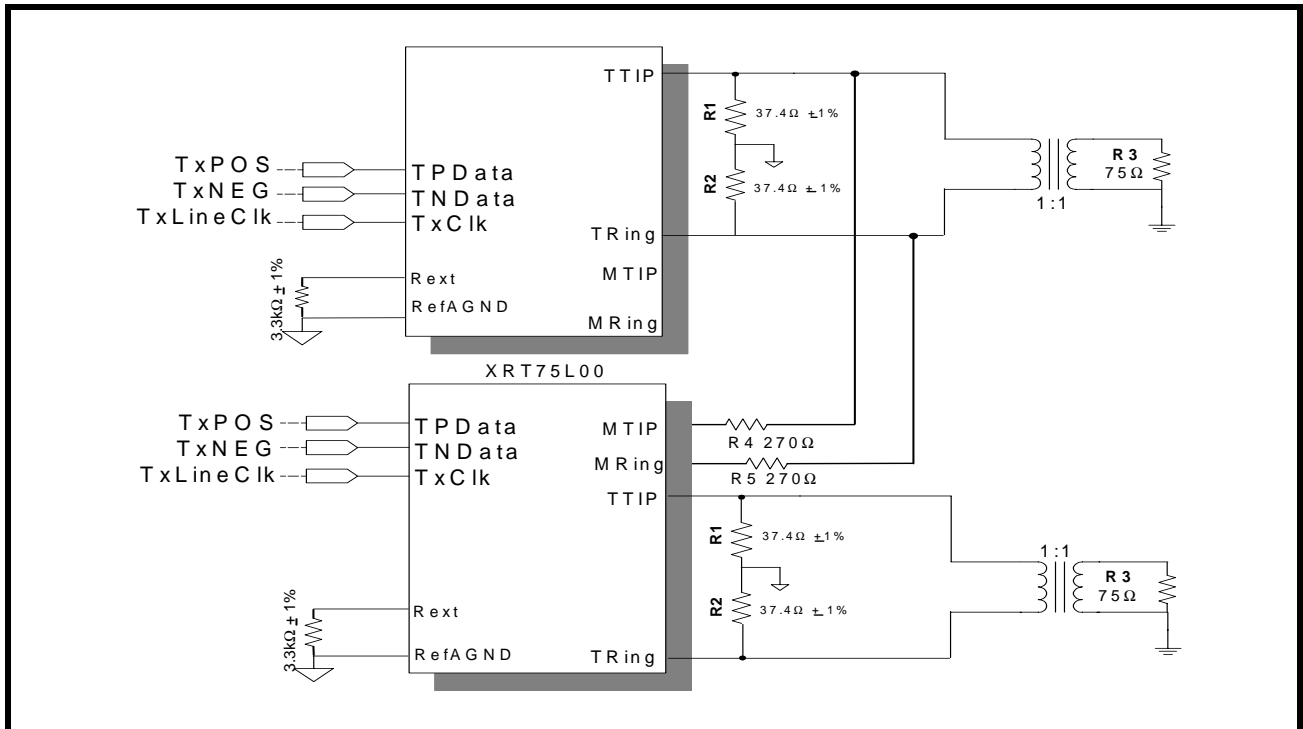 TTIP
R1
37.4Ω ±1%
TxPOS
TPData
TxNEG
TNData
R2
37.4Ω ±1%
R3
75Ω
1:1
TxLineClk
TxClk
TRing
3.3kΩ ± 1%
Rext
MTIP
RefAGND
MRing
XRT75L00
TxPOS
TPData
MTIP
R4 270Ω
TxNEG
TNData
MRing
R5 270Ω
TxLineClk
TxClk
TTIP
R1
37.4Ω ±1%
1:1
R3
75Ω
R2
37.4Ω ±1%
3.3kΩ ± 1%
Rext
RefAGND
TRing